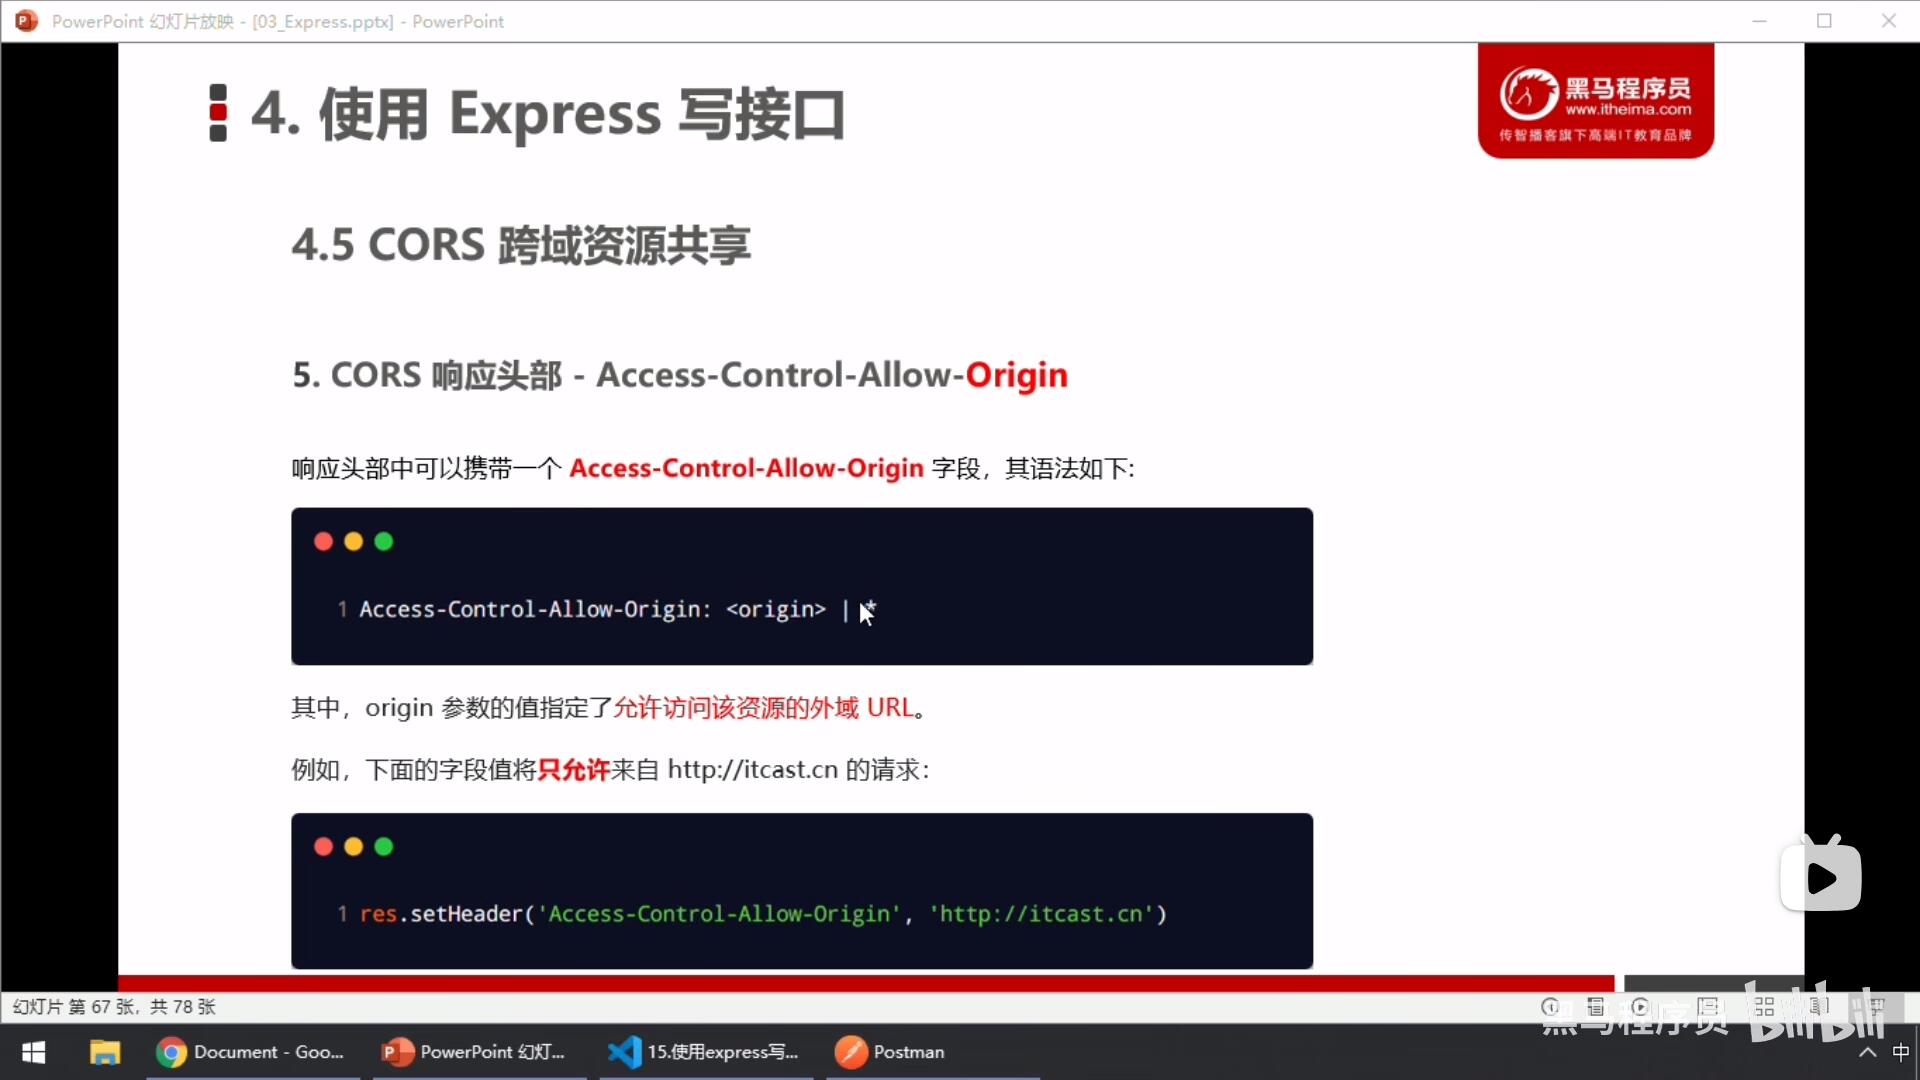 PowerPoint 幻灯片放映 - [03_Express.pptx] - PowerPoint
4. 使用 Express 写接口
黑马程序员
www.itheima.com
传智播客旗下高端IT教育品牌
4.5 CORS 跨域资源共享
5. CORS 响应头部 - Access-Control-Allow-Origin
响应头部中可以携带一个 Access-Control-Allow-Origin 字段，其语法如下:
1 Access-Control-Allow-Origin: <origin> | *
其中，origin 参数的值指定了允许访问该资源的外域 URL。
例如，下面的字段值将只允许来自 http://itcast.cn 的请求：
1 res.setHeader('Access-Control-Allow-Origin', 'http://itcast.cn')
幻灯片 第 67 张，共 78 张
黑马程序员 bilibili
Document - Goo...
PowerPoint 幻灯...
15.使用express写...
Postman
中